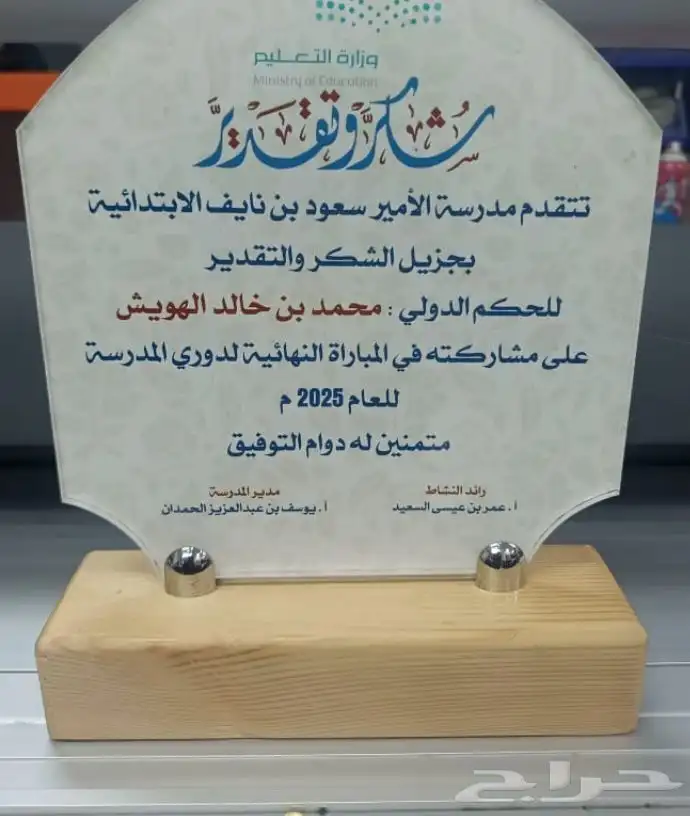 وزارة التعليم
Ministry of Education
شكر وتقدير
تتقدم مدرسة الأمير سعود بن نايف الابتدائية
بجزيل الشكر والتقدير
للحكم الدولي : محمد بن خالد الهويش
على مشاركته في المباراة النهائية لدوري المدرسة
للعام 2025 م
متمنين له دوام التوفيق
رائد النشاط
أ. عمر بن عيسى السعيد
مدير المدرسة
أ. يوسف بن عبدالعزيز الحمدان
حراج